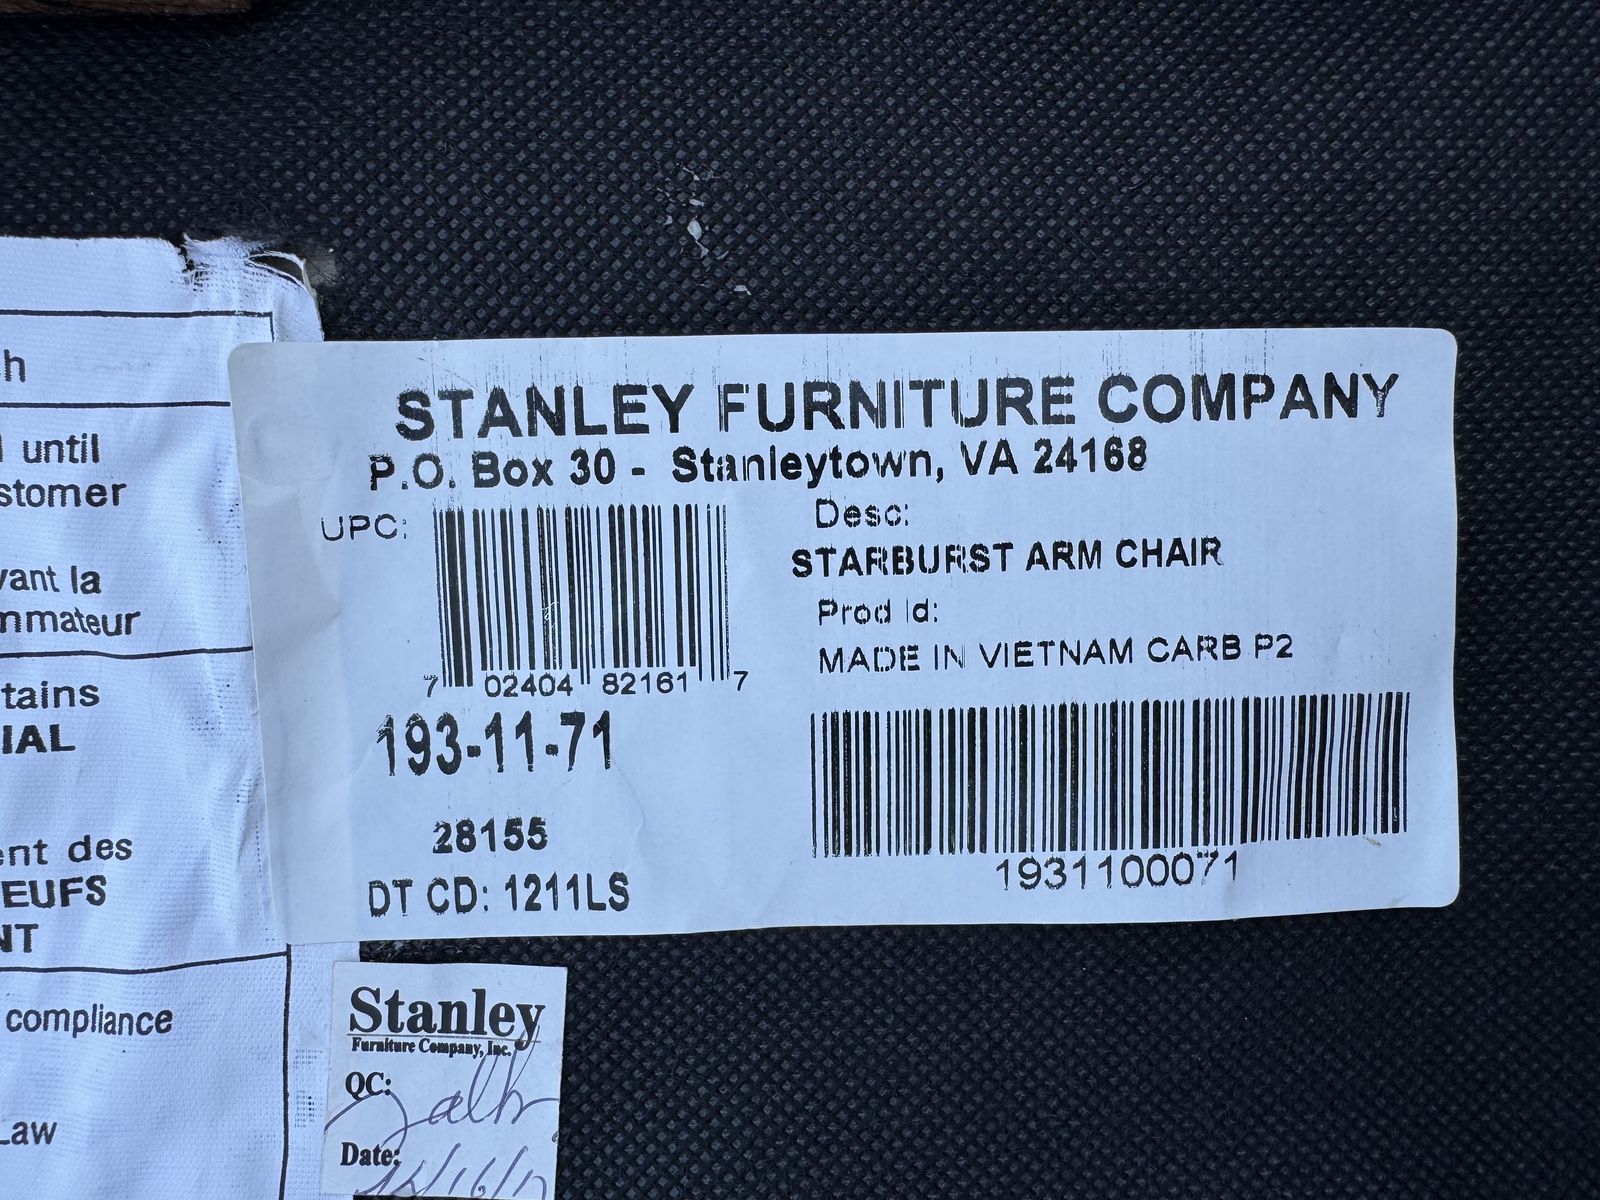 h
until
stomer
vant la
mmateur
tains
IAL
ent des
EUFS
NT
compliance
Law
STANLEY FURNITURE COMPANY
P.O. Box 30 - Stanleytown, VA 24168
UPC:
7 02404 82161 7
193-11-71
28155
DT CD: 1211LS
Desc:
STARBURST ARM CHAIR
Prod Id:
MADE IN VIETNAM CARB P2
1931100071
Stanley
Furniture Company, Inc.
QC:
Date: